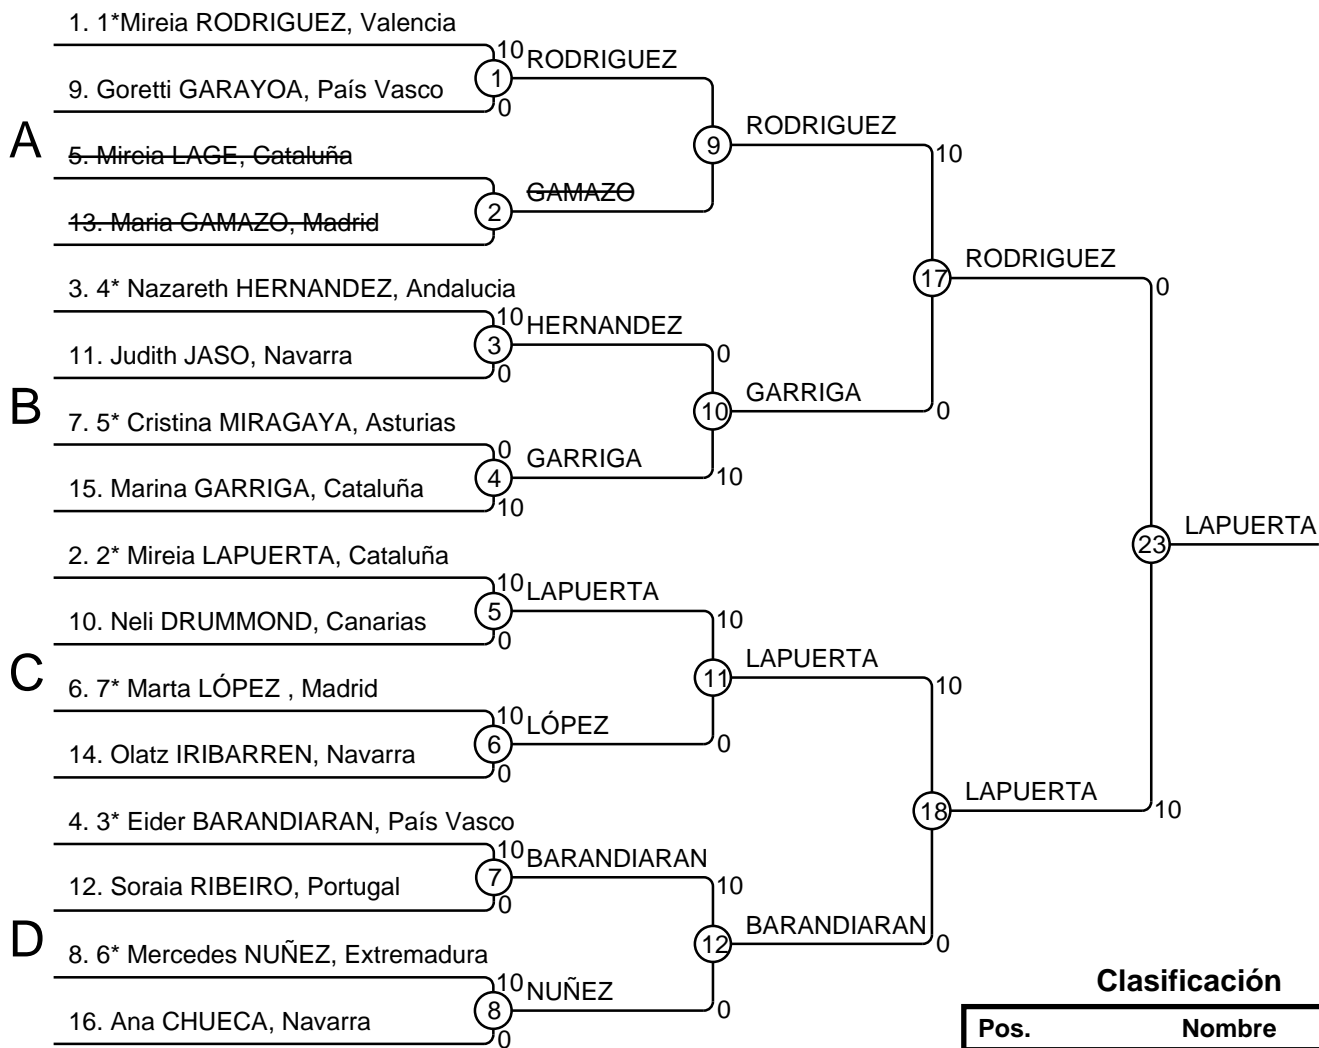 1. 1*Mireia RODRIGUEZ, Valencia
10
RODRIGUEZ
1
9. Goretti GARAYOA, País Vasco
0
A
RODRIGUEZ
9
10
5. Mireia LAGE, Cataluña
GAMAZO
2
13. Maria GAMAZO, Madrid
RODRIGUEZ
17
0
3. 4* Nazareth HERNANDEZ, Andalucia
10
HERNANDEZ
3
0
11. Judith JASO, Navarra
0
B
GARRIGA
10
0
7. 5* Cristina MIRAGAYA, Asturias
0
GARRIGA
4
10
15. Marina GARRIGA, Cataluña
10
LAPUERTA
23
2. 2* Mireia LAPUERTA, Cataluña
10
LAPUERTA
5
10
10. Neli DRUMMOND, Canarias
0
C
LAPUERTA
11
10
6. 7* Marta LÓPEZ , Madrid
10
LÓPEZ
6
0
14. Olatz IRIBARREN, Navarra
0
LAPUERTA
18
10
4. 3* Eider BARANDIARAN, País Vasco
10
BARANDIARAN
7
10
12. Soraia RIBEIRO, Portugal
0
D
BARANDIARAN
12
0
8. 6* Mercedes NUÑEZ, Extremadura
10
NUÑEZ
8
0
16. Ana CHUECA, Navarra
0
Clasificación
Pos. Nombre